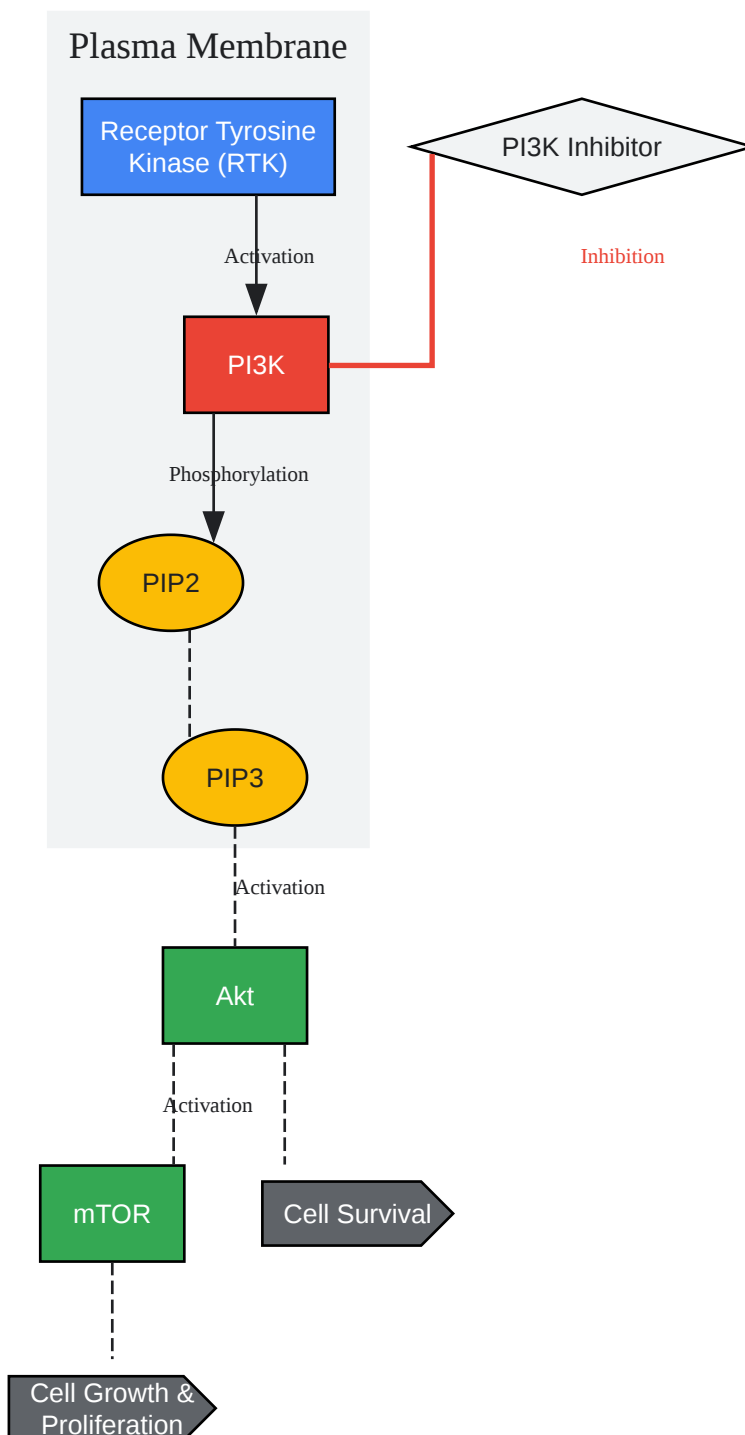 Plasma Membrane
Receptor Tyrosine
Kinase (RTK)
PI3K Inhibitor
Activation
Inhibition
PI3K
Phosphorylation
PIP2
PIP3
Activation
Akt
Activation
mTOR
Cell Survival
Cell Growth &
Proliferation